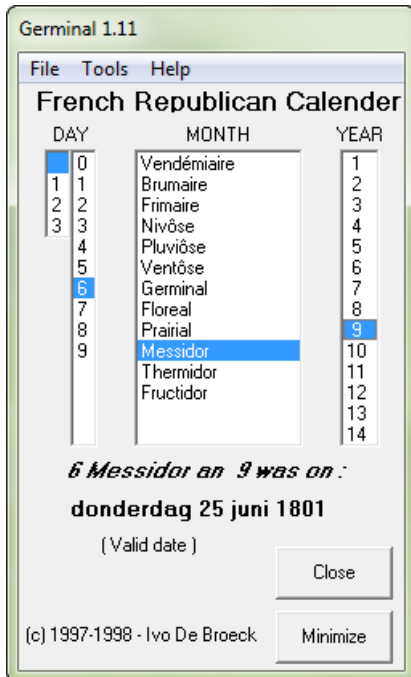 Germinal 1.11
File Tools Help
French Republican Calender
DAY MONTH YEAR
0 Vendémiaire 1
1 1 Brumaire 2
2 2 Frimaire 3
3 3 Nivôse 4
4 Pluviôse 5
5 Ventôse 6
6 Germinal 7
7 Floreal 8
8 Prairial 9
9 Messidor 10
Thermidor 11
Fructidor 12
13
14
6 Messidor an 9 was on :
donderdag 25 juni 1801
( Valid date )
Close
(c) 1997-1998 - Ivo De Broeck
Minimize